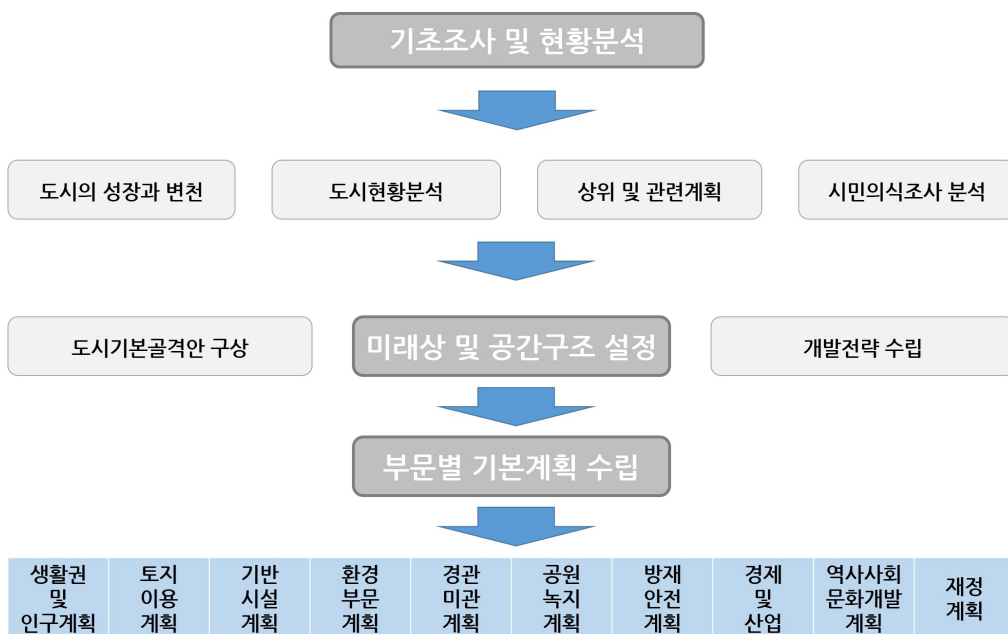 기초조사 및 현황분석
도시의 성장과 변천
도시현황분석
상위 및 관련계획
시민의식조사 분석
도시기본골격안 구상
미래상 및 공간구조 설정
개발전략 수립
부문별 기본계획 수립
생활권
및
인구계획
토지
이용
계획
기반
시설
계획
환경
부문
계획
경관
미관
계획
공원
녹지
계획
방재
안전
계획
경제
및
산업
역사사회
문화개발
계획
재정
계획